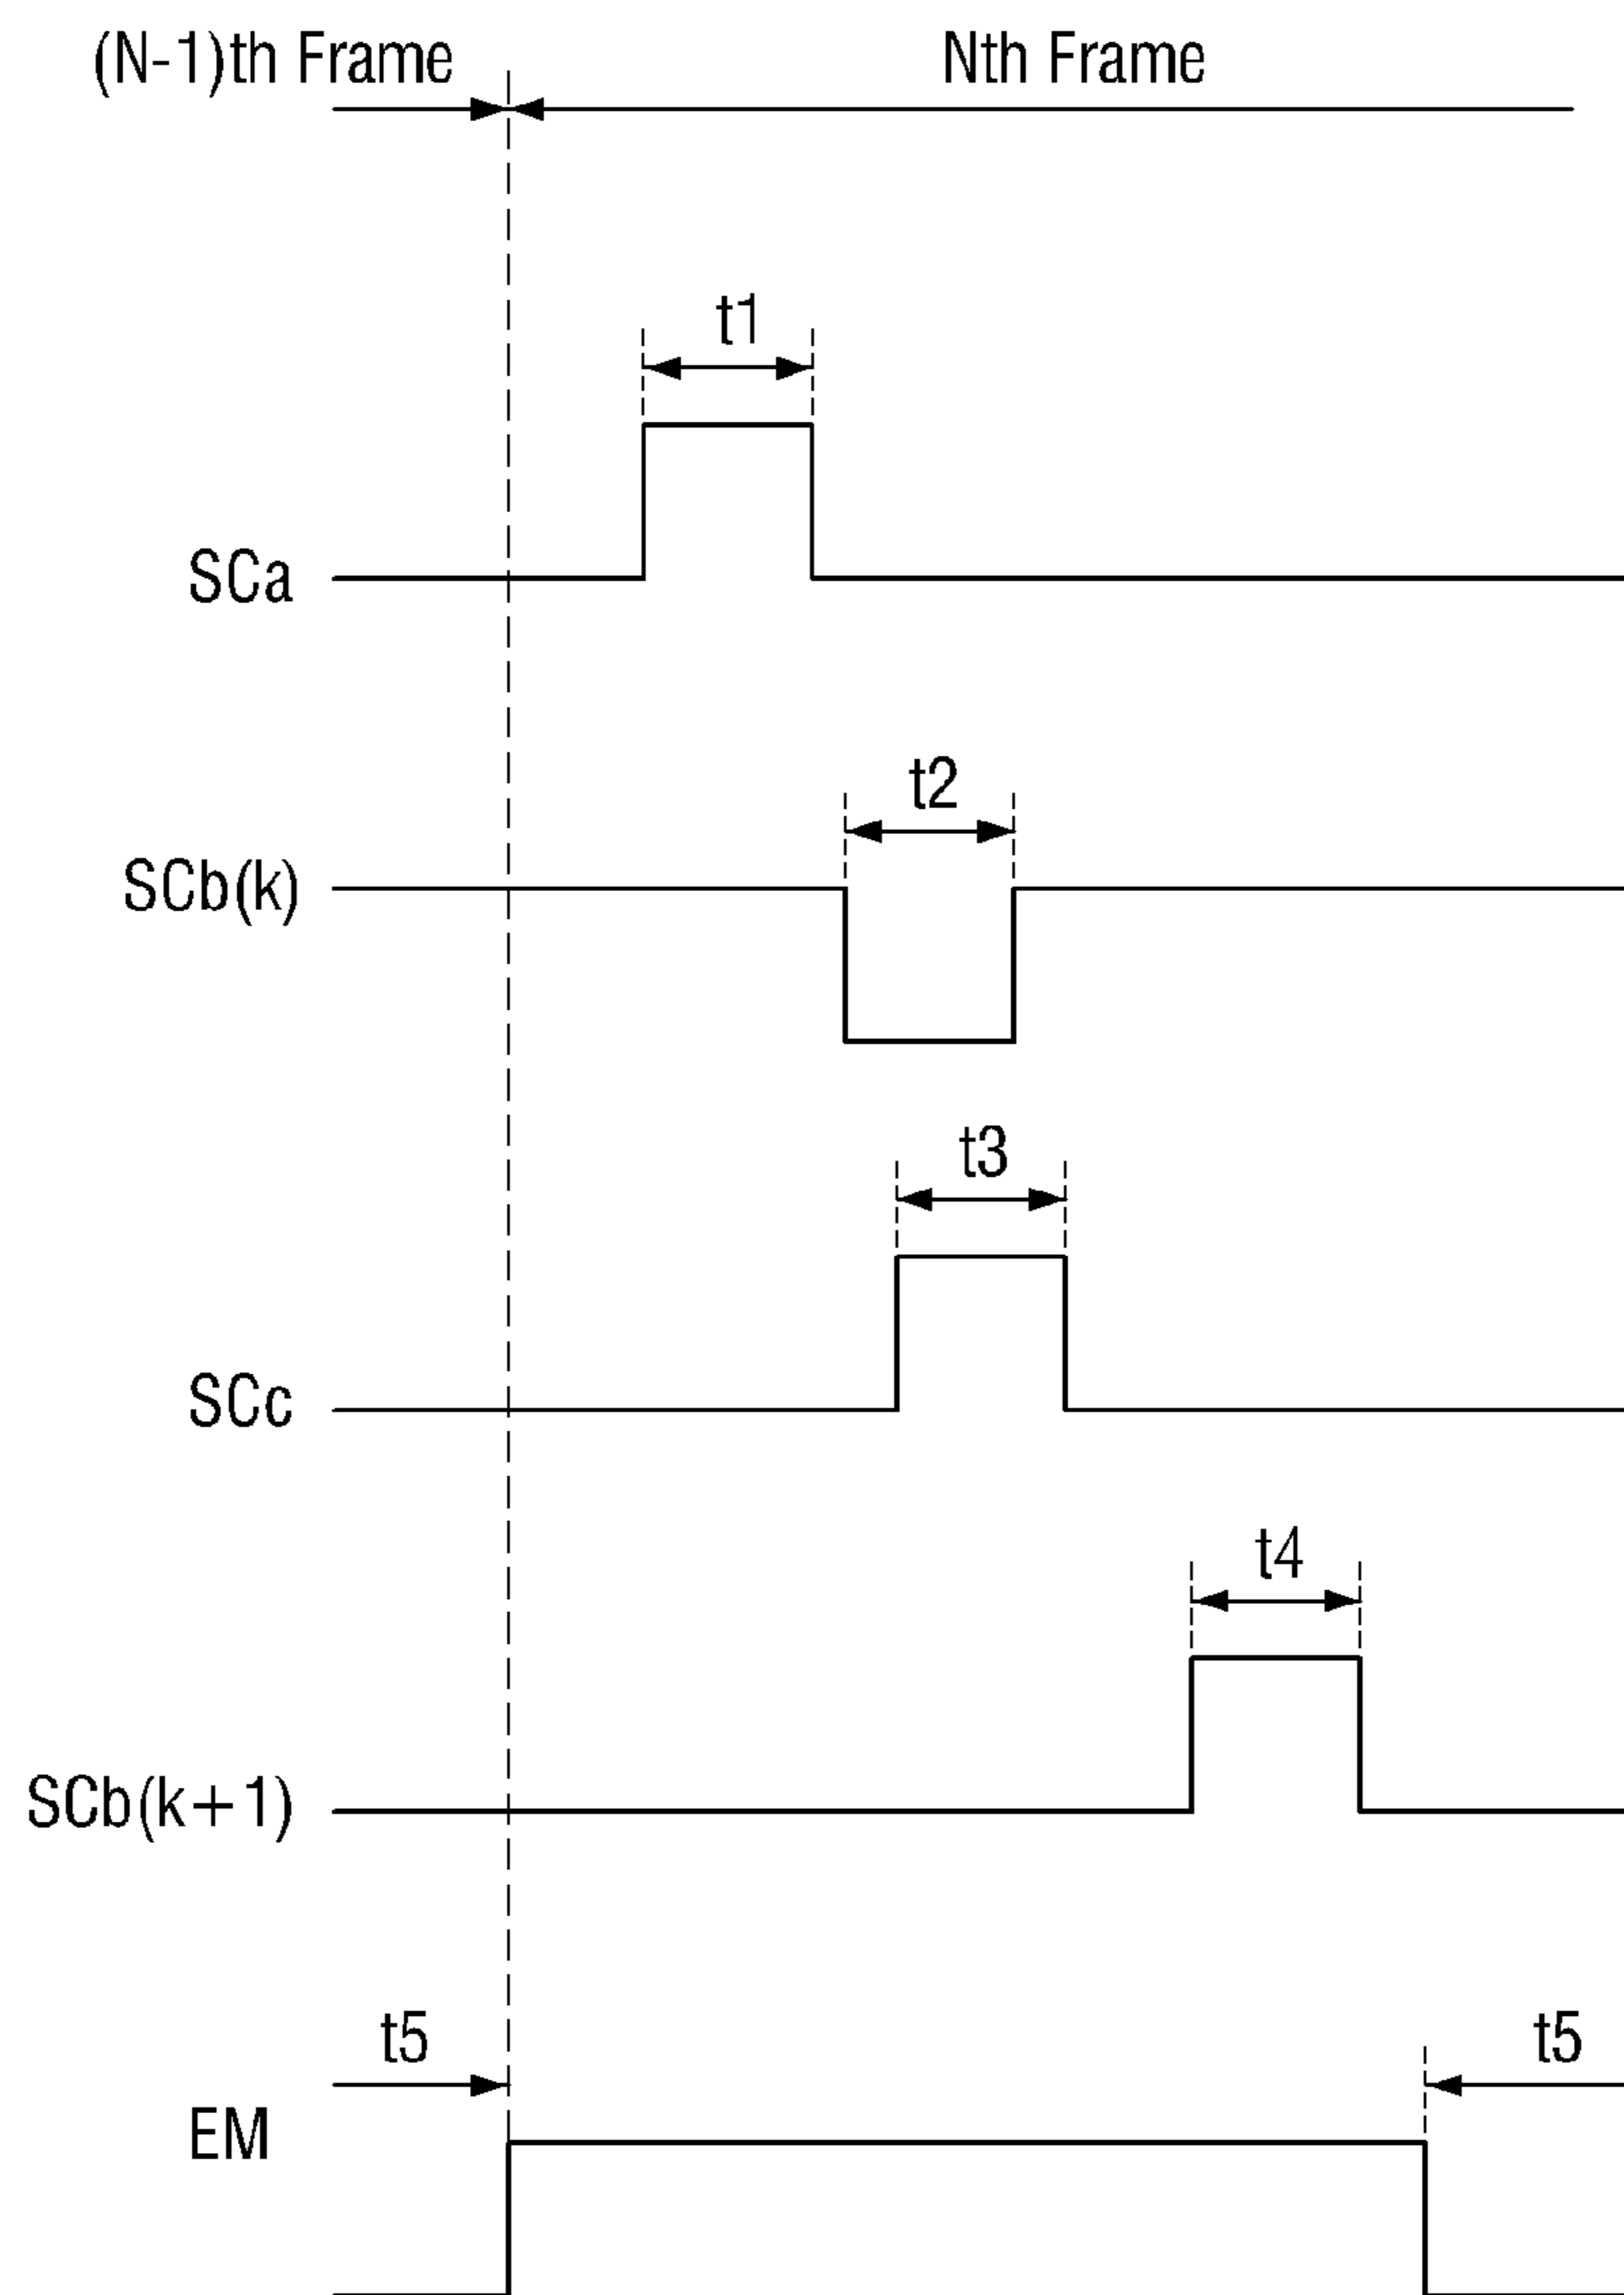 (N-1)th Frame
Nth Frame
t1
SCa
t2
SCb(k)
t3
SCc
t4
SCb(k+1)
t5
t5
EM